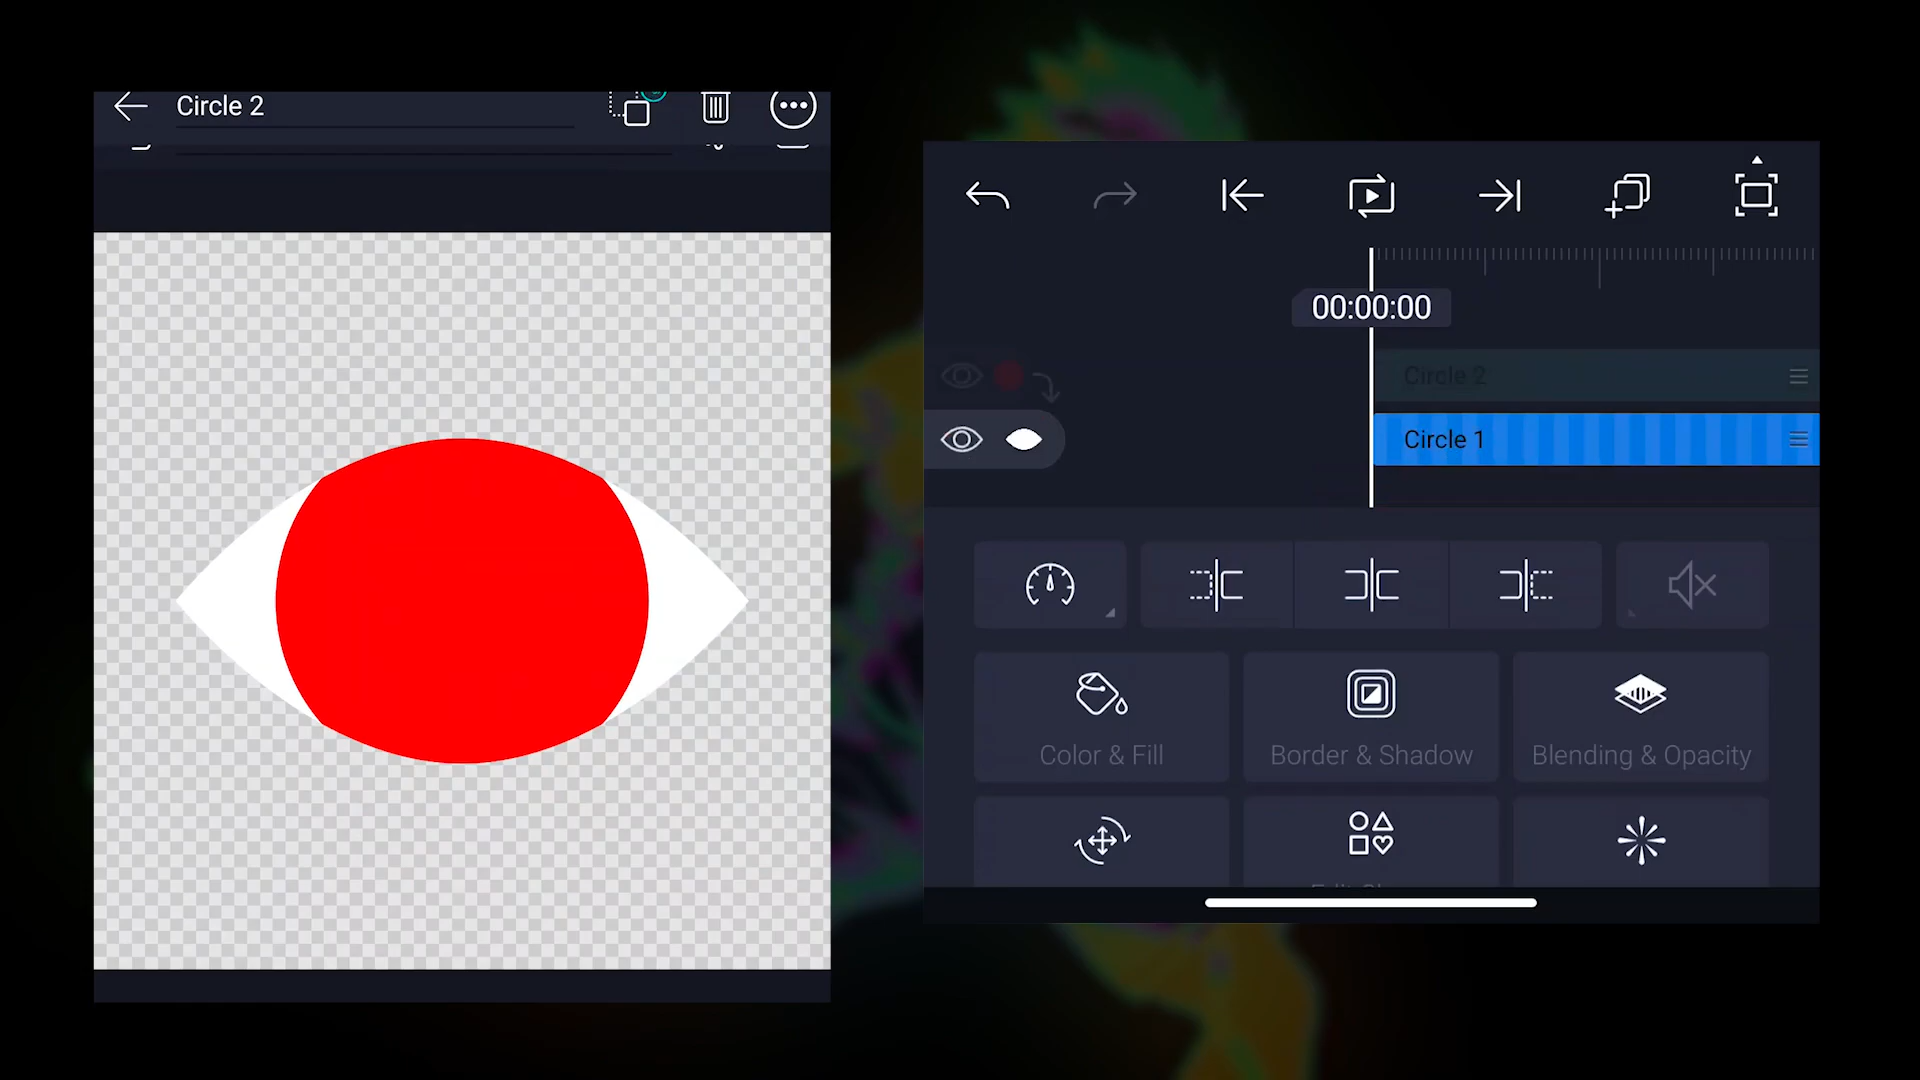 Circle 2
00:00:00
Circle 2
Circle 1
Color & Fill
Border & Shadow
Blending & Opacity